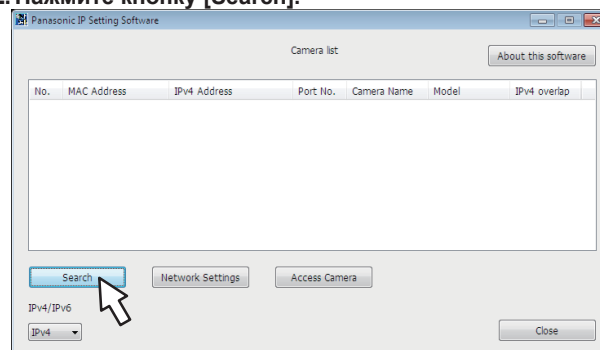 Нажмите кнопку [Search].
Panasonic IP Setting Software
Camera list
About this software
No. MAC Address IPv4 Address Port No. Camera Name Model IPv4 overlap
Search Network Settings Access Camera
IPv4/IPv6
IPv4 Close